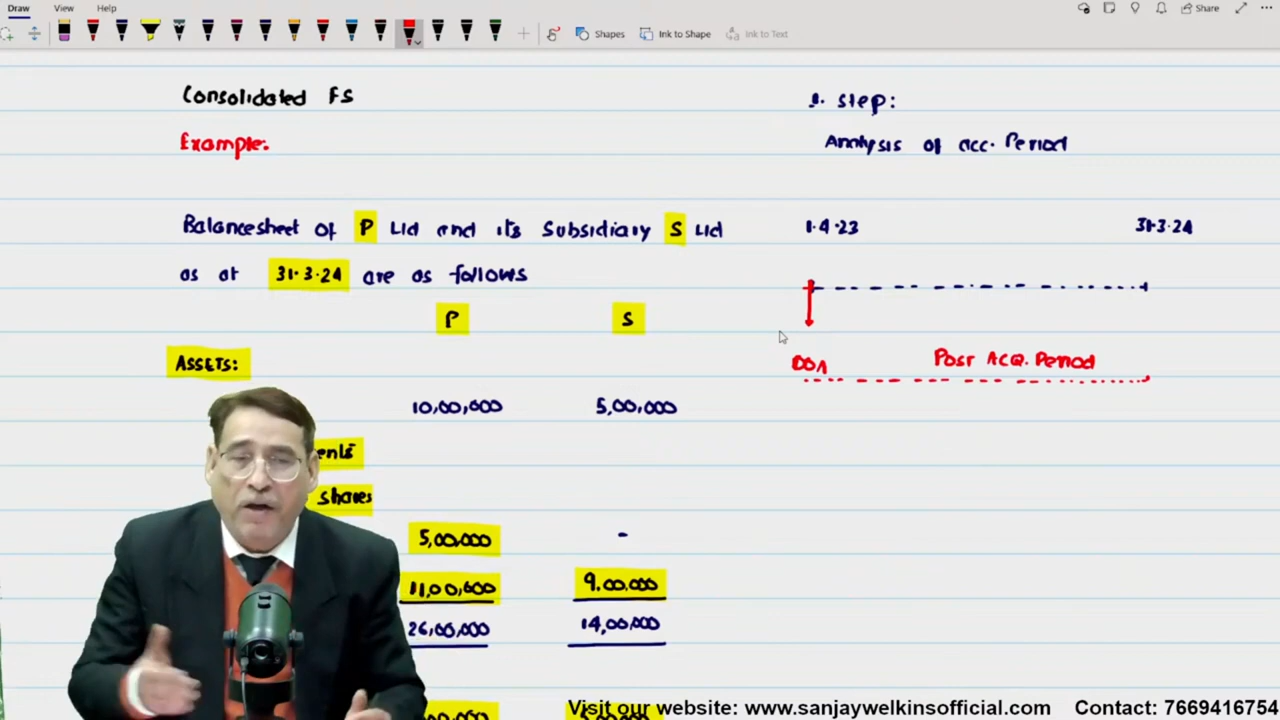 Draw View Help
Share
Shapes Ink to Shape Ink to Text
Consolidated FS
Example:
Balancesheet of P Ltd and its Subsidiary S Ltd
as at 31.3.24 are as follows
P S
ASSETS:
10,00,000 5,00,000
shares
5,00,000 -
11,00,000 9,00,000
26,00,000 14,00,000
1. step:
Analysis of acc. Period
1.4.23 31.3.24
DOA Post ACQ. Period
Visit our website: www.sanjaywelkinsofficial.com Contact: 7669416754